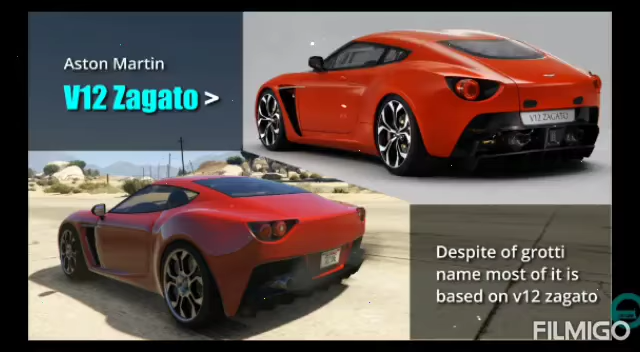 Aston Martin
V12 Zagato >
V12 ZAGATO
Despite of grotti
name most of it is
based on v12 zagato
FILMIGO